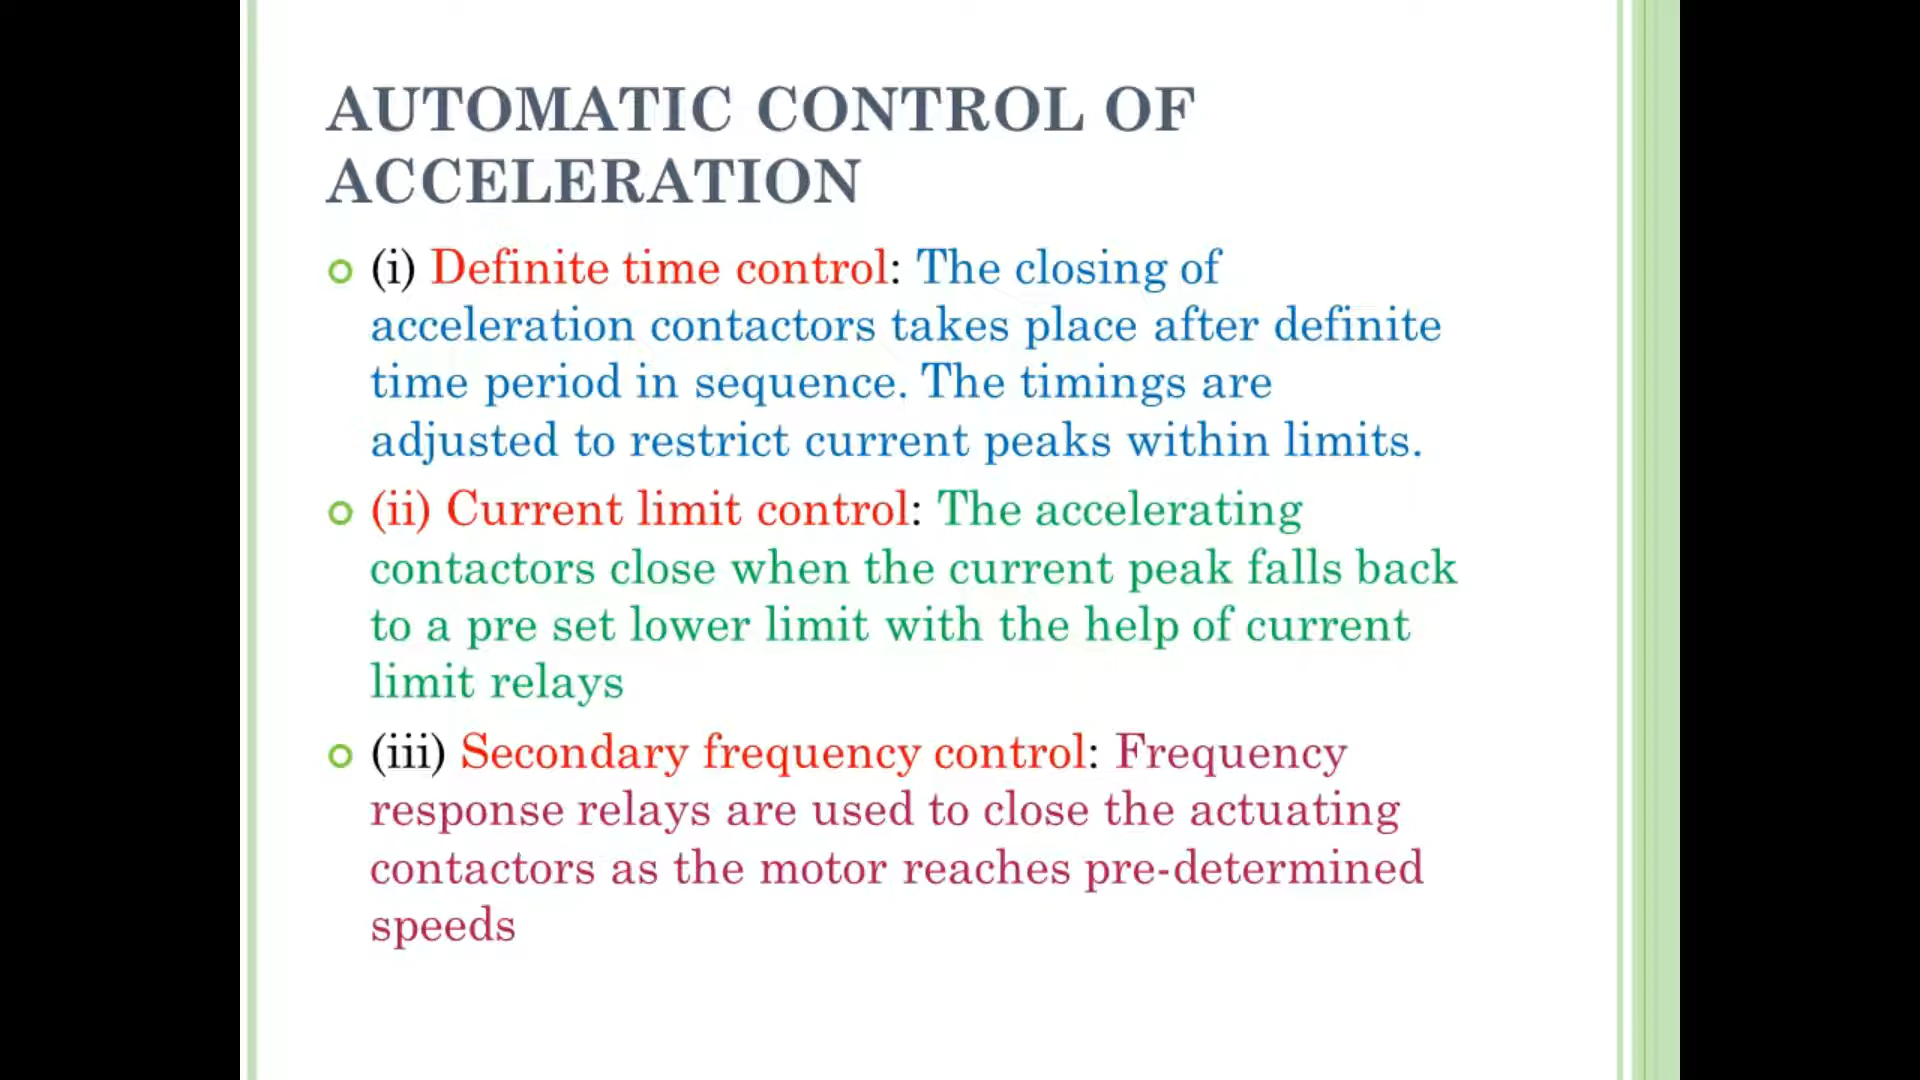 AUTOMATIC CONTROL OF
ACCELERATION
(i) Definite time control: The closing of
acceleration contactors takes place after definite
time period in sequence. The timings are
adjusted to restrict current peaks within limits.
(ii) Current limit control: The accelerating
contactors close when the current peak falls back
to a pre set lower limit with the help of current
limit relays
(iii) Secondary frequency control: Frequency
response relays are used to close the actuating
contactors as the motor reaches pre-determined
speeds